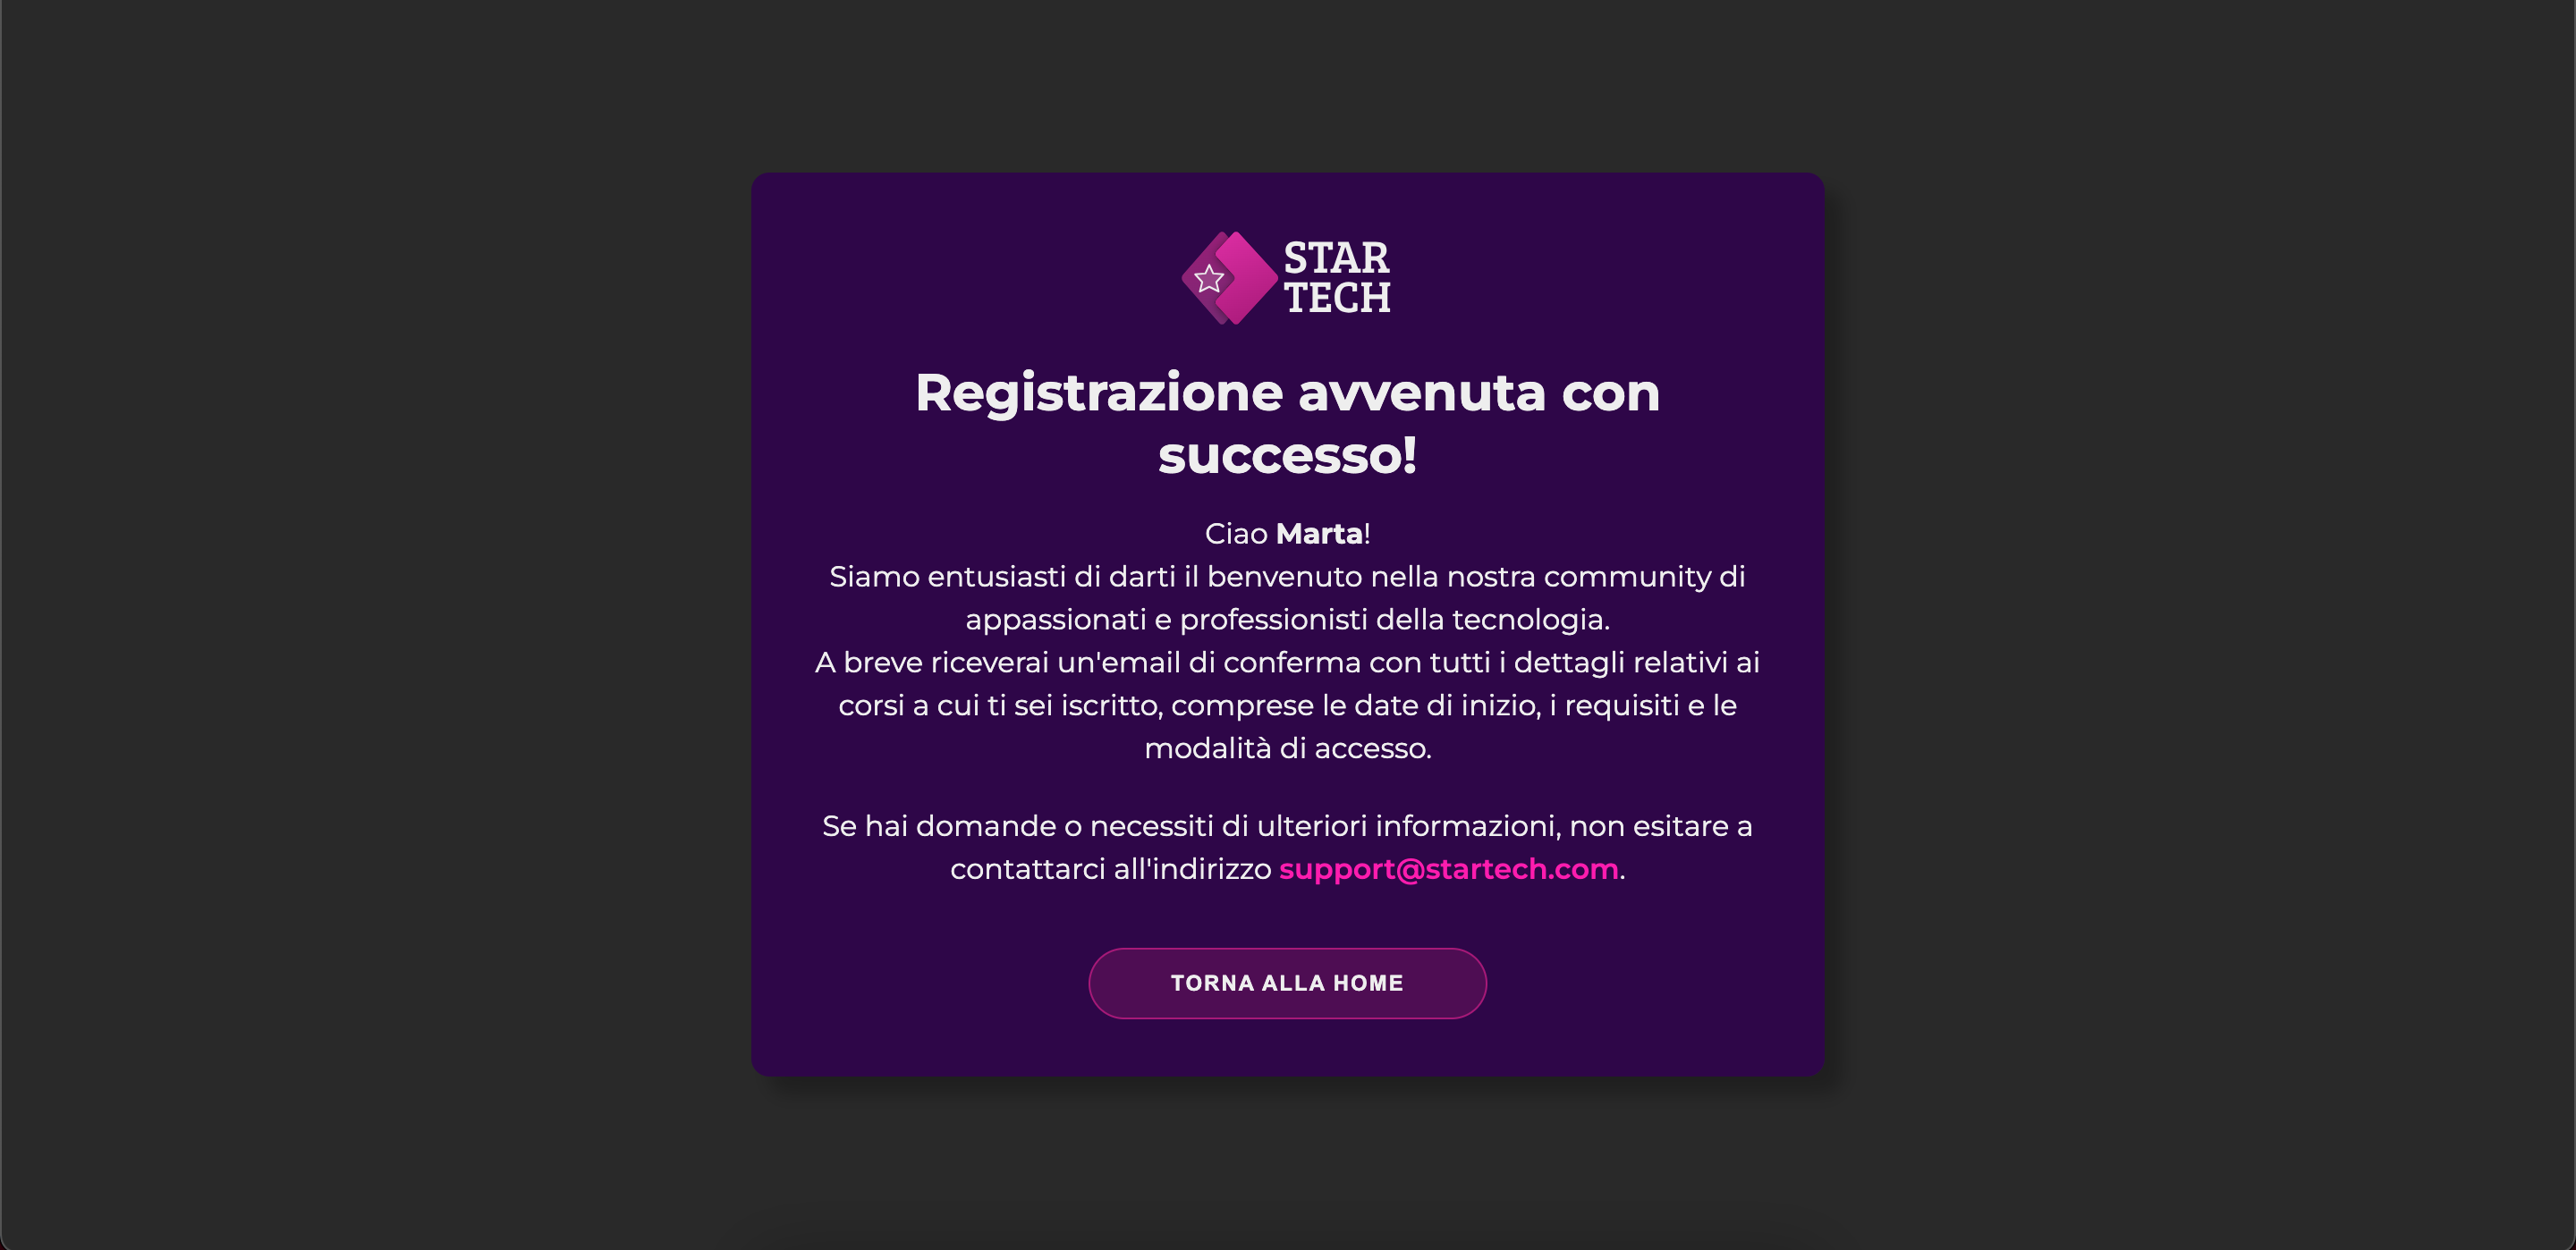 STAR
TECH
Registrazione avvenuta con
successo!
Ciao Marta!
Siamo entusiasti di darti il benvenuto nella nostra community di
appassionati e professionisti della tecnologia.
A breve riceverai un'email di conferma con tutti i dettagli relativi ai
corsi a cui ti sei iscritto, comprese le date di inizio, i requisiti e le
modalità di accesso.
Se hai domande o necessiti di ulteriori informazioni, non esitare a
contattarci all'indirizzo support@startech.com.
TORNA ALLA HOME